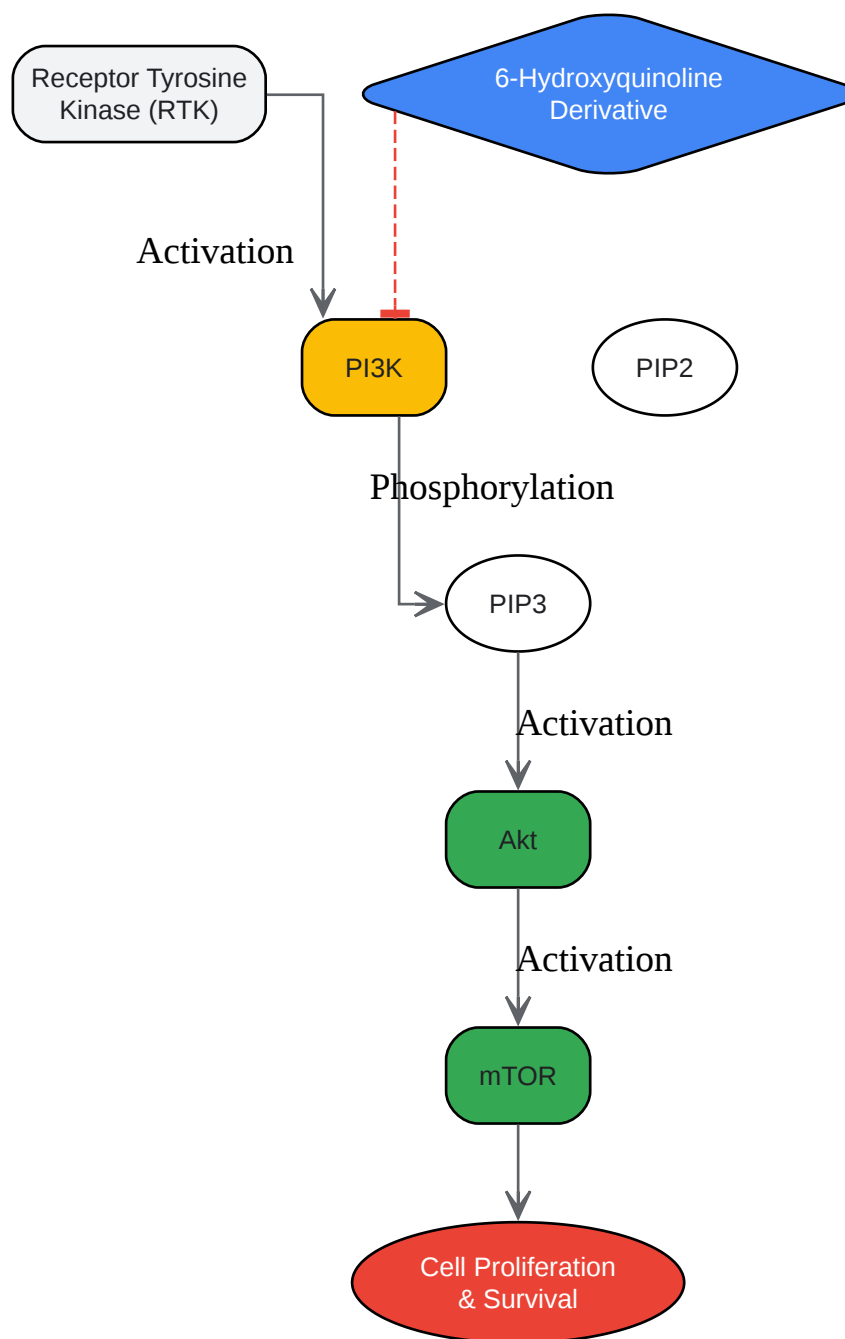 Receptor Tyrosine
Kinase (RTK)
6-Hydroxyquinoline
Derivative
Activation
PI3K
PIP2
Phosphorylation
PIP3
Activation
Akt
Activation
mTOR
Cell Proliferation
& Survival